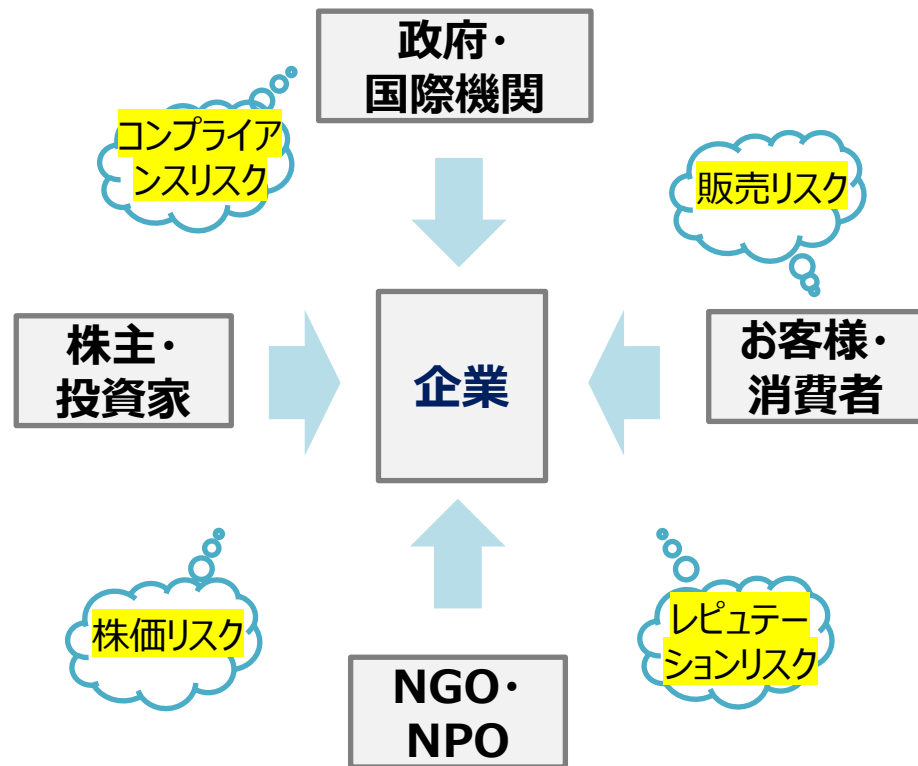 政府・
国際機関
コンプライア
ンスリスク
販売リスク
株主・
投資家
企業
お客様・
消費者
株価リスク
レピュテー
ションリスク
NGO・
NPO